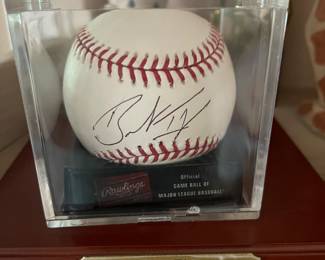 Rawlings
Official
GAME BALL OF
MAJOR LEAGUE BASEBALL